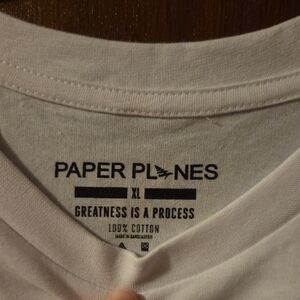 PAPER PLANES
XL
GREATNESS IS A PROCESS
100% COTTON
MADE IN BANGLADESH